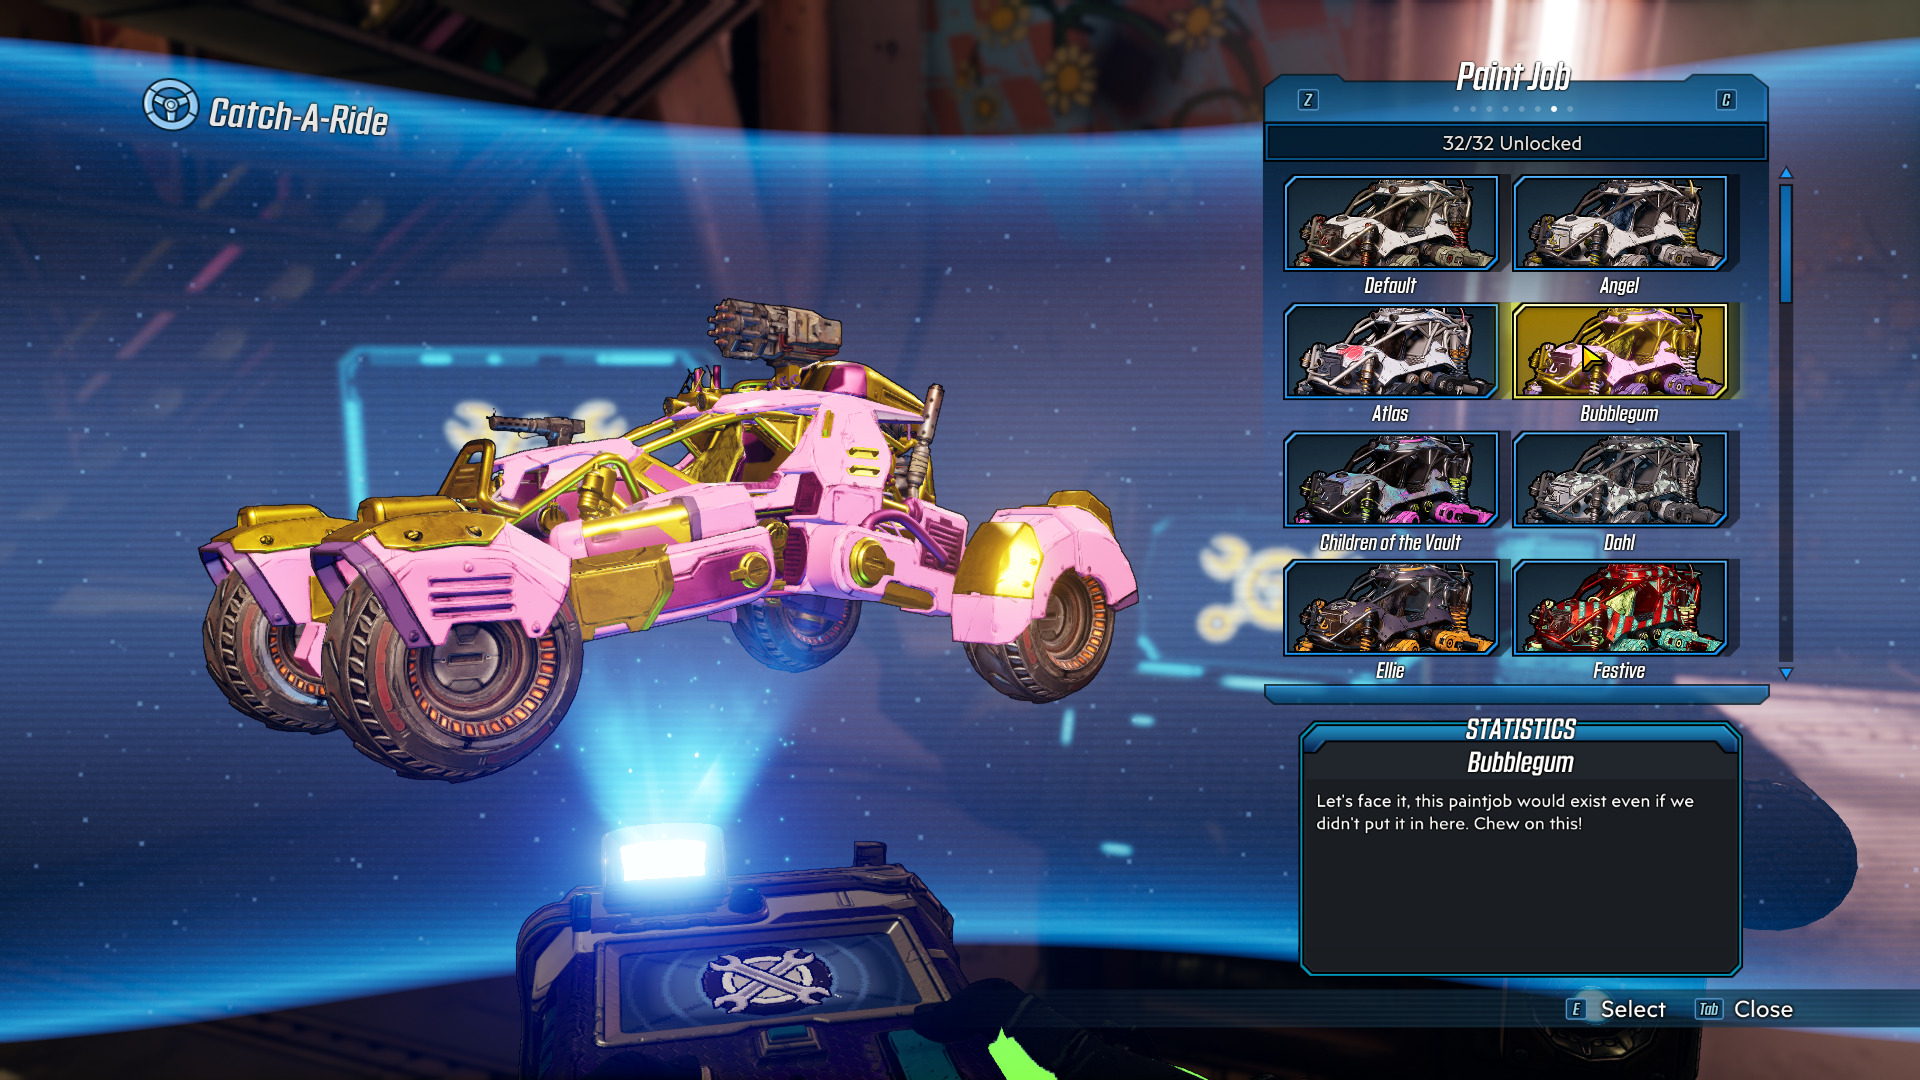 Catch-A-Ride
Paint Job
Z
C
32/32 Unlocked
Default
Angel
Atlas
Bubblegum
Children of the Vault
Dahl
Ellie
Festive
STATISTICS
Bubblegum
Let's face it, this paintjob would exist even if we
didn't put it in here. Chew on this!
E Select
Tab Close